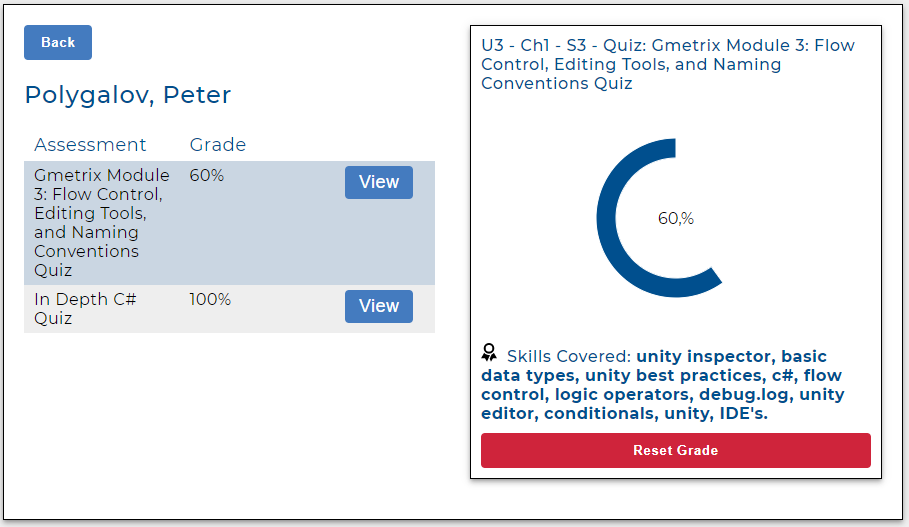 Back
Polygalov, Peter
Assessment Grade
Gmetrix Module 60% View
3: Flow Control,
Editing Tools,
and Naming
Conventions
Quiz
In Depth C# 100% View
Quiz
U3 - Ch1 - S3 - Quiz: Gmetrix Module 3: Flow
Control, Editing Tools, and Naming
Conventions Quiz
60,%
Skills Covered: unity inspector, basic
data types, unity best practices, c#, flow
control, logic operators, debug.log, unity
editor, conditionals, unity, IDE's.
Reset Grade